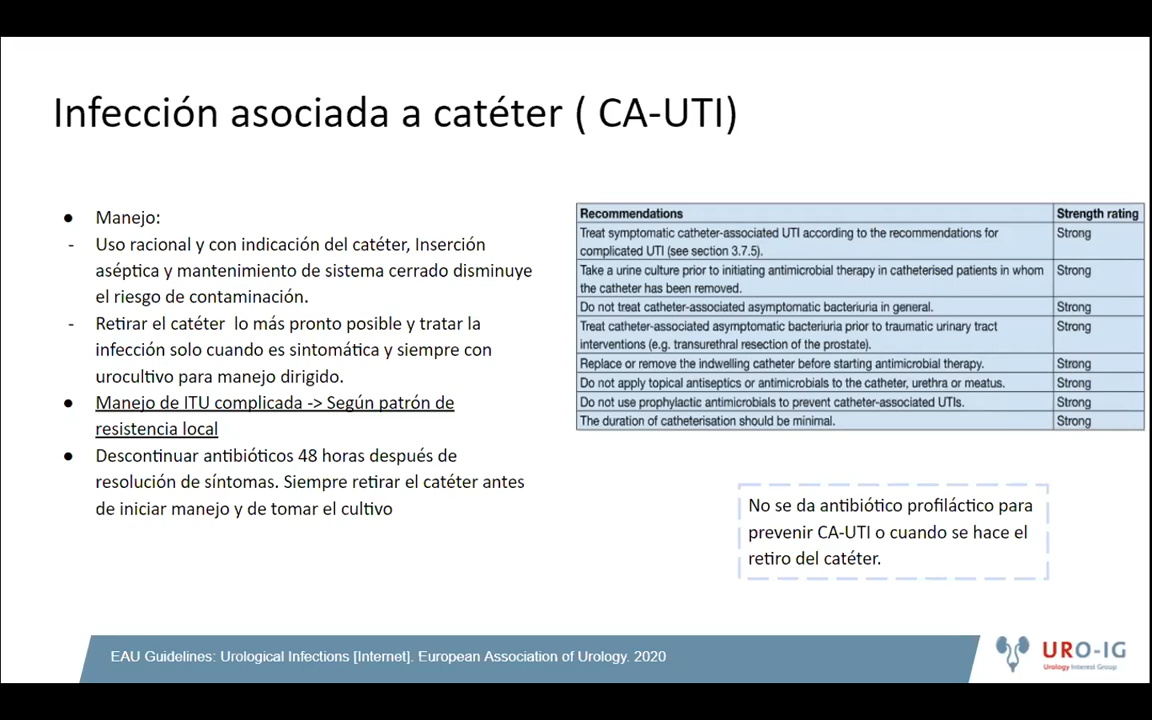 Infección asociada a catéter ( CA-UTI)
● Manejo:
- Uso racional y con indicación del catéter, Inserción
aséptica y mantenimiento de sistema cerrado disminuye
el riesgo de contaminación.
- Retirar el catéter lo más pronto posible y tratar la
infección solo cuando es sintomática y siempre con
urocultivo para manejo dirigido.
● Manejo de ITU complicada -> Según patrón de
resistencia local
● Descontinuar antibióticos 48 horas después de
resolución de síntomas. Siempre retirar el catéter antes
de iniciar manejo y de tomar el cultivo
Recommendations Strength rating
Treat symptomatic catheter-associated UTI according to the recommendations for Strong
complicated UTI (see section 3.7.5).
Take a urine culture prior to initiating antimicrobial therapy in catheterised patients in whom Strong
the catheter has been removed.
Do not treat catheter-associated asymptomatic bacteriuria in general. Strong
Treat catheter-associated asymptomatic bacteriuria prior to traumatic urinary tract Strong
interventions (e.g. transurethral resection of the prostate).
Replace or remove the indwelling catheter before starting antimicrobial therapy. Strong
Do not apply topical antiseptics or antimicrobials to the catheter, urethra or meatus. Strong
Do not use prophylactic antimicrobials to prevent catheter-associated UTIs. Strong
The duration of catheterisation should be minimal. Strong
No se da antibiótico profiláctico para
prevenir CA-UTI o cuando se hace el
retiro del catéter.
EAU Guidelines: Urological Infections [Internet]. European Association of Urology. 2020
URO-IG
Urology Interest Group